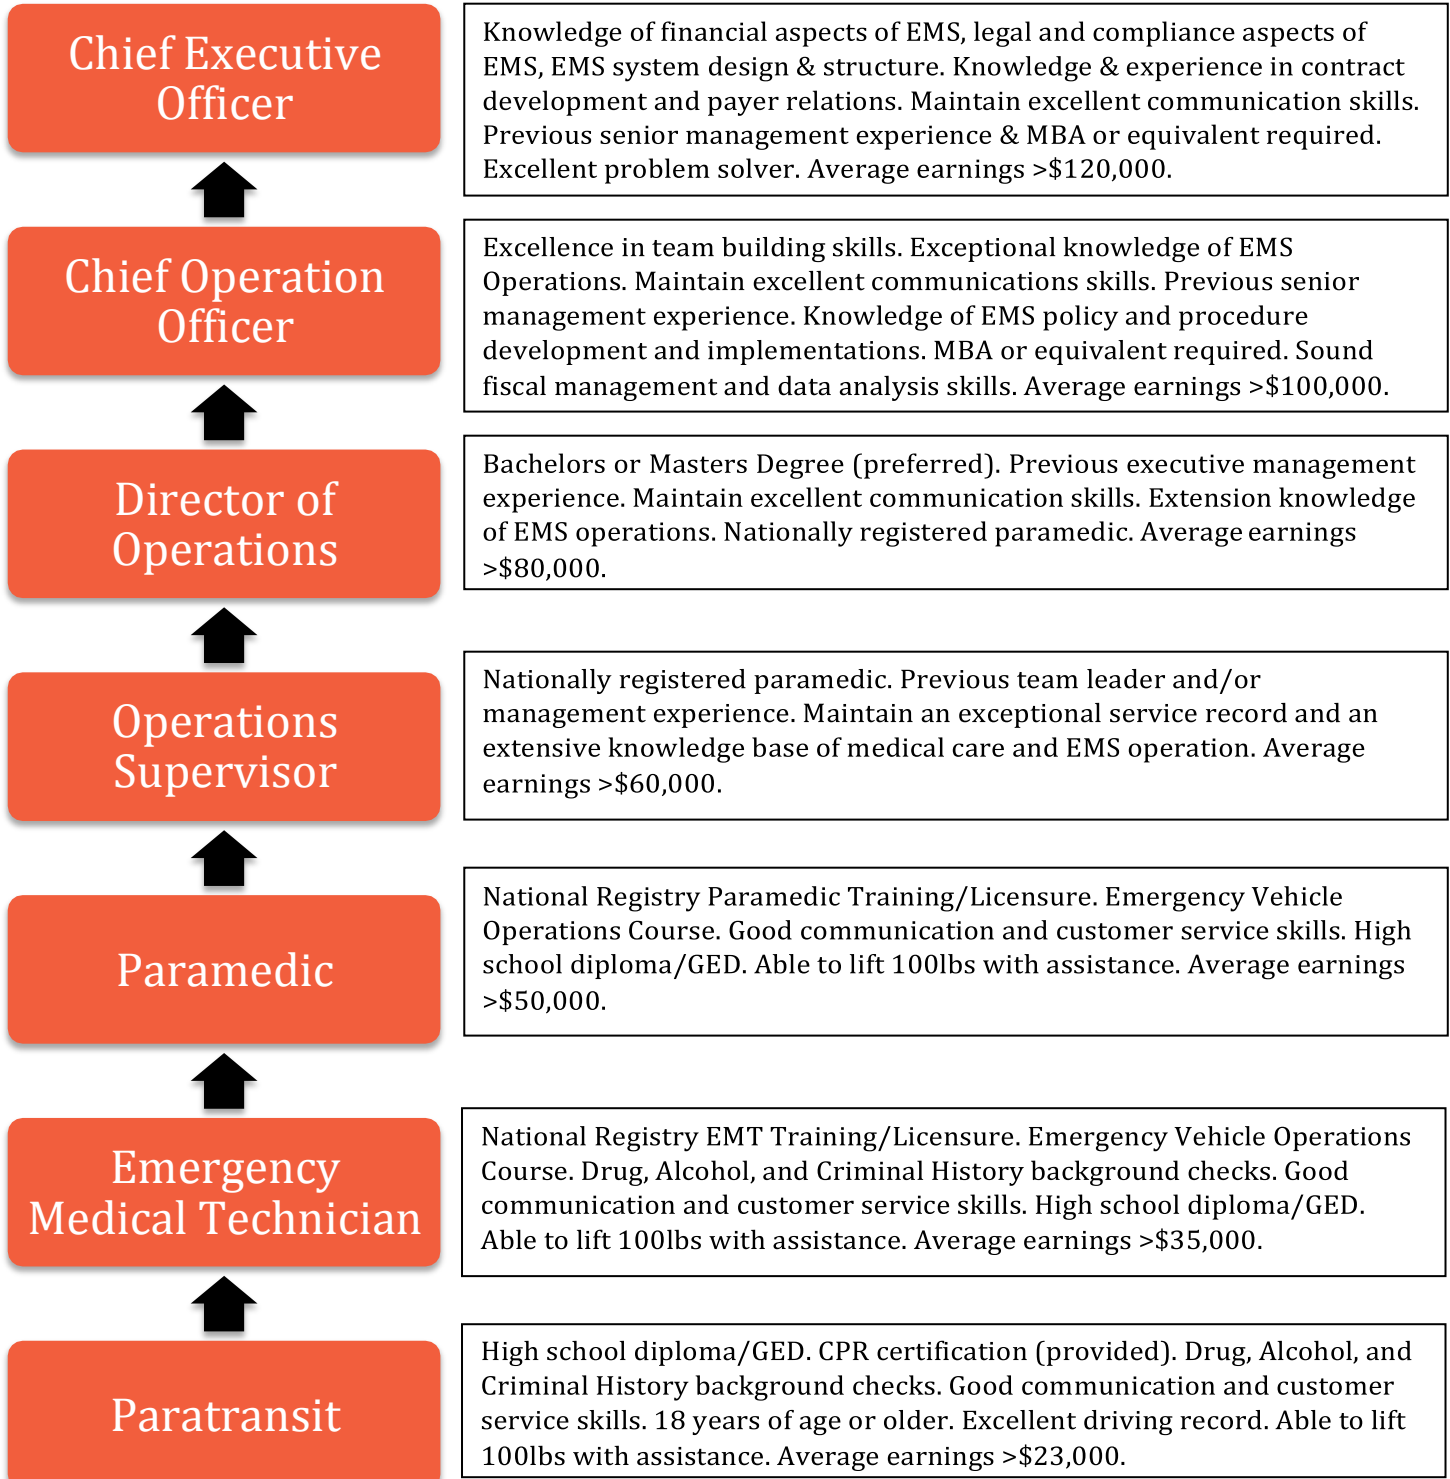 Chief Executive
Officer
Knowledge of financial aspects of EMS, legal and compliance aspects of
EMS, EMS system design & structure. Knowledge & experience in contract
development and payer relations. Maintain excellent communication skills.
Previous senior management experience & MBA or equivalent required.
Excellent problem solver. Average earnings >$120,000.
Chief Operation
Officer
Excellence in team building skills. Exceptional knowledge of EMS
Operations. Maintain excellent communications skills. Previous senior
management experience. Knowledge of EMS policy and procedure
development and implementations. MBA or equivalent required. Sound
fiscal management and data analysis skills. Average earnings >$100,000.
Director of
Operations
Bachelors or Masters Degree (preferred). Previous executive management
experience. Maintain excellent communication skills. Extension knowledge
of EMS operations. Nationally registered paramedic. Average earnings
>$80,000.
Operations
Supervisor
Nationally registered paramedic. Previous team leader and/or
management experience. Maintain an exceptional service record and an
extensive knowledge base of medical care and EMS operation. Average
earnings >$60,000.
Paramedic
National Registry Paramedic Training/Licensure. Emergency Vehicle
Operations Course. Good communication and customer service skills. High
school diploma/GED. Able to lift 100lbs with assistance. Average earnings
>$50,000.
Emergency
Medical Technician
National Registry EMT Training/Licensure. Emergency Vehicle Operations
Course. Drug, Alcohol, and Criminal History background checks. Good
communication and customer service skills. High school diploma/GED.
Able to lift 100lbs with assistance. Average earnings >$35,000.
Paratransit
High school diploma/GED. CPR certification (provided). Drug, Alcohol, and
Criminal History background checks. Good communication and customer
service skills. 18 years of age or older. Excellent driving record. Able to lift
100lbs with assistance. Average earnings >$23,000.